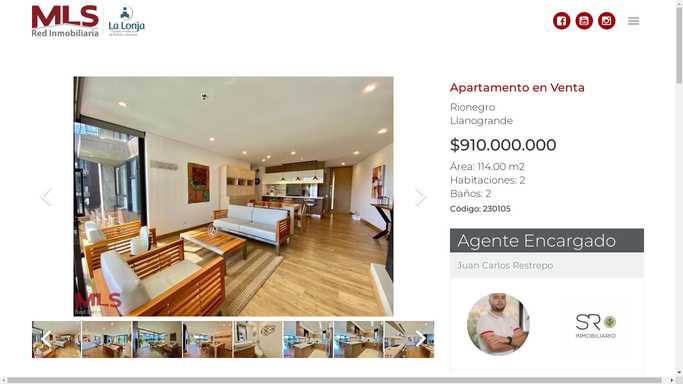 MLS
Red Inmobiliaria
La Lonja
Apartamento en Venta
Rionegro
Llanogrande
$910.000.000
Área: 114.00 m2
Habitaciones: 2
Baños: 2
Código: 230105
Agente Encargado
Juan Carlos Restrepo
SR
INMOBILIARIO
MLS